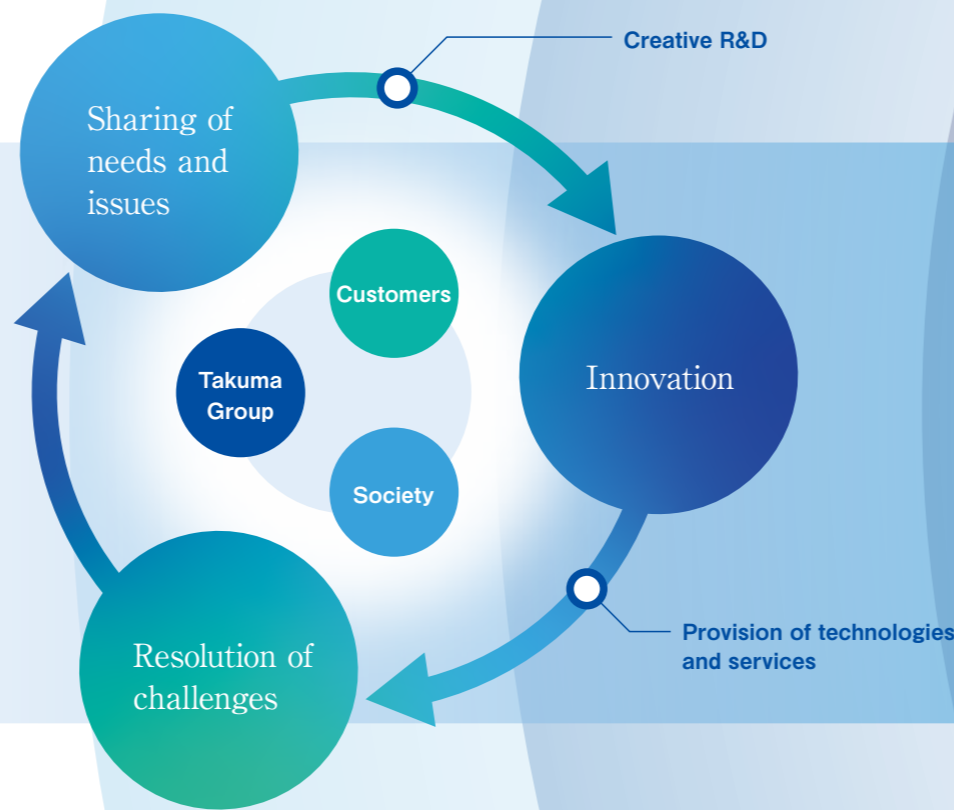 Creative R&D
Sharing of
needs and
issues
Customers
Takuma
Group
Innovation
Society
Provision of technologies
and services
Resolution of
challenges